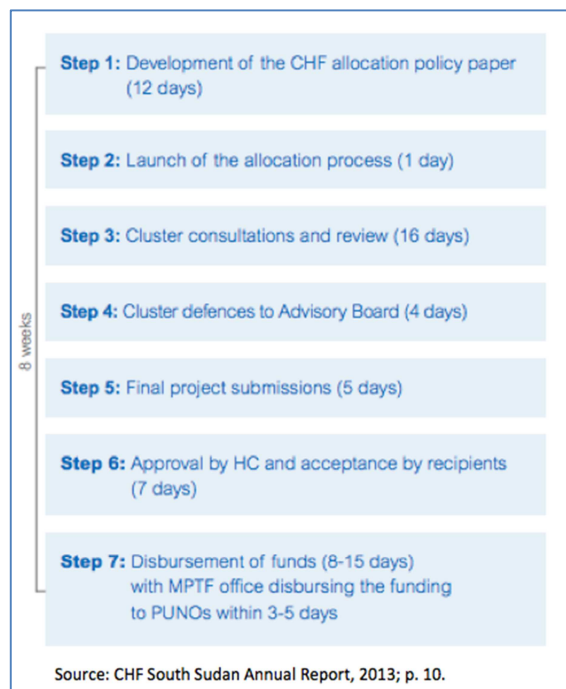 Step 1: Development of the CHF allocation policy paper
(12 days)
Step 2: Launch of the allocation process (1 day)
Step 3: Cluster consultations and review (16 days)
8 weeks
Step 4: Cluster defences to Advisory Board (4 days)
Step 5: Final project submissions (5 days)
Step 6: Approval by HC and acceptance by recipients
(7 days)
Step 7: Disbursement of funds (8-15 days)
with MPTF office disbursing the funding
to PUNOs within 3-5 days
Source: CHF South Sudan Annual Report, 2013; p. 10.